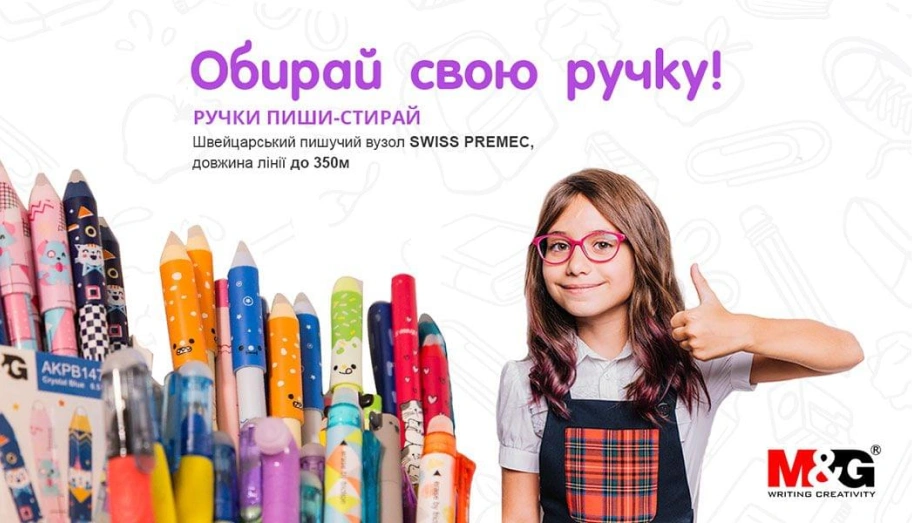 Обирай свою ручку!
РУЧКИ ПИШИ-СТИРАЙ
Швейцарський пишучий вузол SWISS PREMEC,
довжина лінії до 350м
G
AKPB147
Crystal Blue
M&G®
WRITING CREATIVITY